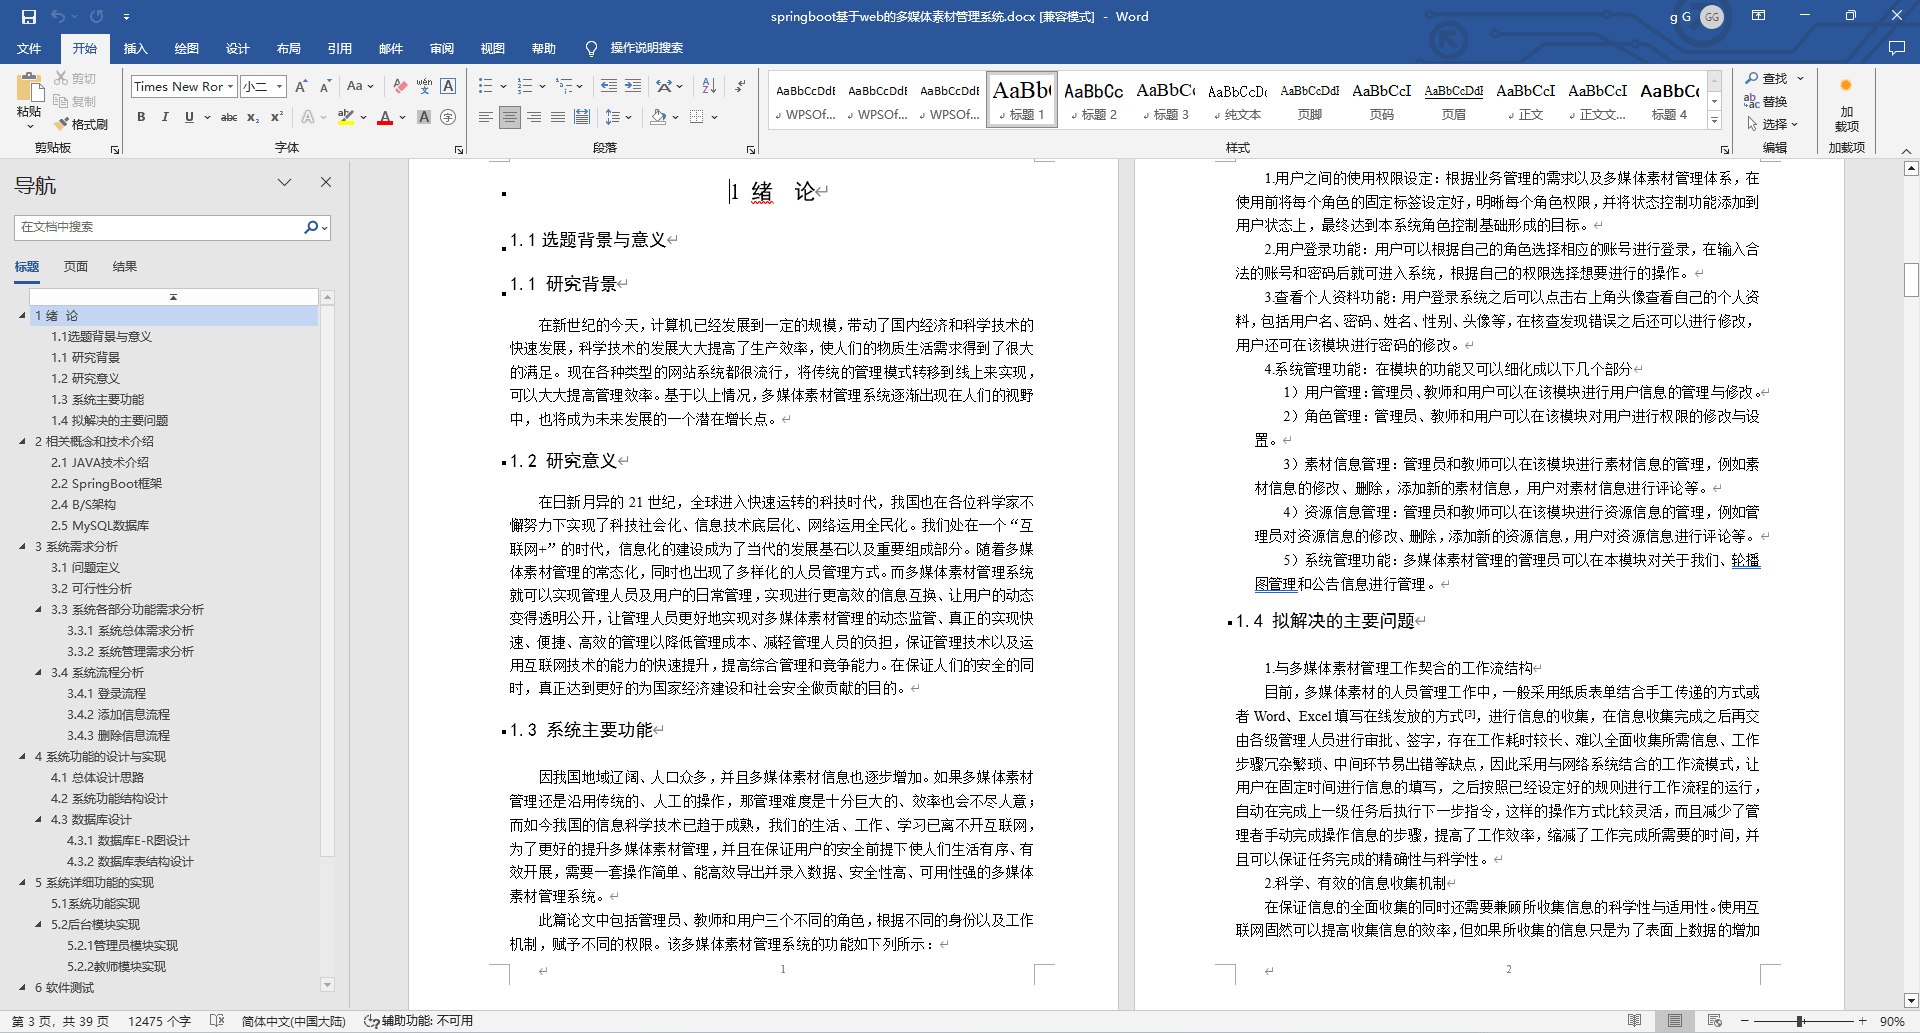 springboot基于web的多媒体素材管理系统.docx [兼容模式] - Word
g G
GG
文件 开始 插入 绘图 设计 布局 引用 邮件 审阅 视图 帮助 操作说明搜索
粘贴
剪切
复制
格式刷
剪贴板
Times New Ror
小二
字体
段落
AaBbCcDdE WPSOf...
AaBbCcDdE WPSOf...
AaBbCcDdE WPSOf...
AaBb( 标题 1
AaBbCc 标题 2
AaBbC( 标题 3
AaBbCcD( 纯文本
AaBbCcDdI 页脚
AaBbCcI 页码
AaBbCcDdI 页眉
AaBbCcI 正文
AaBbCcI 正文文...
AaBbC( 标题 4
样式
查找
替换
选择
编辑
加载项
加载项
导航
在文档中搜索
标题 页面 结果
1 绪 论
1.1选题背景与意义
1.1 研究背景
1.2 研究意义
1.3 系统主要功能
1.4 拟解决的主要问题
2 相关概念和技术介绍
2.1 JAVA技术介绍
2.2 SpringBoot框架
2.4 B/S架构
2.5 MySQL数据库
3 系统需求分析
3.1 问题定义
3.2 可行性分析
3.3 系统各部分功能需求分析
3.3.1 系统总体需求分析
3.3.2 系统管理需求分析
3.4 系统流程分析
3.4.1 登录流程
3.4.2 添加信息流程
3.4.3 删除信息流程
4 系统功能的设计与实现
4.1 总体设计思路
4.2 系统功能结构设计
4.3 数据库设计
4.3.1 数据库E-R图设计
4.3.2 数据库表结构设计
5 系统详细功能的实现
5.1系统功能实现
5.2后台模块实现
5.2.1管理员模块实现
5.2.2教师模块实现
6 软件测试
1 绪 论
1.1选题背景与意义
1.1 研究背景
在新世纪的今天，计算机已经发展到一定的规模，带动了国内经济和科学技术的
快速发展，科学技术的发展大大提高了生产效率，使人们的物质生活需求得到了很大
的满足。现在各种类型的网站系统都很流行，将传统的管理模式转移到线上来实现，
可以大大提高管理效率。基于以上情况，多媒体素材管理系统逐渐出现在人们的视野
中，也将成为未来发展的一个潜在增长点。
1.2 研究意义
在日新月异的 21 世纪，全球进入快速运转的科技时代，我国也在各位科学家不
懈努力下实现了科技社会化、信息技术底层化、网络运用全民化。我们处在一个“互
联网+”的时代，信息化的建设成为了当代的发展基石以及重要组成部分。随着多媒
体素材管理的常态化，同时也出现了多样化的人员管理方式。而多媒体素材管理系统
就可以实现管理人员及用户的日常管理，实现进行更高效的信息互换、让用户的动态
变得透明公开，让管理人员更好地实现对多媒体素材管理的动态监管、真正的实现快
速、便捷、高效的管理以降低管理成本、减轻管理人员的负担，保证管理技术以及运
用互联网技术的能力的快速提升，提高综合管理和竞争能力。在保证人们的安全的同
时，真正达到更好的为国家经济建设和社会安全做贡献的目的。
1.3 系统主要功能
因我国地域辽阔、人口众多，并且多媒体素材信息也逐步增加。如果多媒体素材
管理还是沿用传统的、人工的操作，那管理难度是十分巨大的、效率也会不尽人意；
而如今我国的信息科学技术已趋于成熟，我们的生活、工作、学习已离不开互联网，
为了更好的提升多媒体素材管理，并且在保证用户的安全前提下使人们生活有序、有
效开展，需要一套操作简单、能高效导出并录入数据、安全性高、可用性强的多媒体
素材管理系统。
此篇论文中包括管理员、教师和用户三个不同的角色，根据不同的身份以及工作
机制，赋予不同的权限。该多媒体素材管理系统的功能如下列所示：
1
1.用户之间的使用权限设定：根据业务管理的需求以及多媒体素材管理体系，在
使用前将每个角色的固定标签设定好，明晰每个角色权限，并将状态控制功能添加到
用户状态上，最终达到本系统角色控制基础形成的目标。
2.用户登录功能：用户可以根据自己的角色选择相应的账号进行登录，在输入合
法的账号和密码后就可进入系统，根据自己的权限选择想要进行的操作。
3.查看个人资料功能：用户登录系统之后可以点击右上角头像查看自己的个人资
料，包括用户名、密码、姓名、性别、头像等，在核查发现错误之后还可以进行修改，
用户还可在该模块进行密码的修改。
4.系统管理功能：在模块的功能又可以细化成以下几个部分
1）用户管理：管理员、教师和用户可以在该模块进行用户信息的管理与修改。
2）角色管理：管理员、教师和用户可以在该模块对用户进行权限的修改与设
置。
3）素材信息管理：管理员和教师可以在该模块进行素材信息的管理，例如素
材信息的修改、删除，添加新的素材信息，用户对素材信息进行评论等。
4）资源信息管理：管理员和教师可以在该模块进行资源信息的管理，例如管
理员对资源信息的修改、删除，添加新的资源信息，用户对资源信息进行评论等。
5）系统管理功能：多媒体素材管理的管理员可以在本模块对关于我们、轮播
图管理和公告信息进行管理。
1.4 拟解决的主要问题
1.与多媒体素材管理工作契合的工作流结构
目前，多媒体素材的人员管理工作中，一般采用纸质表单结合手工传递的方式或
者 Word、Excel 填写在线发放的方式[3]，进行信息的收集，在信息收集完成之后再交
由各级管理人员进行审批、签字，存在工作耗时较长、难以全面收集所需信息、工作
步骤冗杂繁琐、中间环节易出错等缺点，因此采用与网络系统结合的工作流模式，让
用户在固定时间进行信息的填写，之后按照已经设定好的规则进行工作流程的运行，
自动在完成上一级任务后执行下一步指令，这样的操作方式比较灵活，而且减少了管
理者手动完成操作信息的步骤，提高了工作效率，缩减了工作完成所需要的时间，并
且可以保证任务完成的精确性与科学性。
2.科学、有效的信息收集机制
在保证信息的全面收集的同时还需要兼顾所收集信息的科学性与适用性。使用互
联网固然可以提高收集信息的效率，但如果所收集的信息只是为了表面上数据的增加
2
第 3 页，共 39 页 12475 个字 简体中文(中国大陆) 辅助功能: 不可用 90%